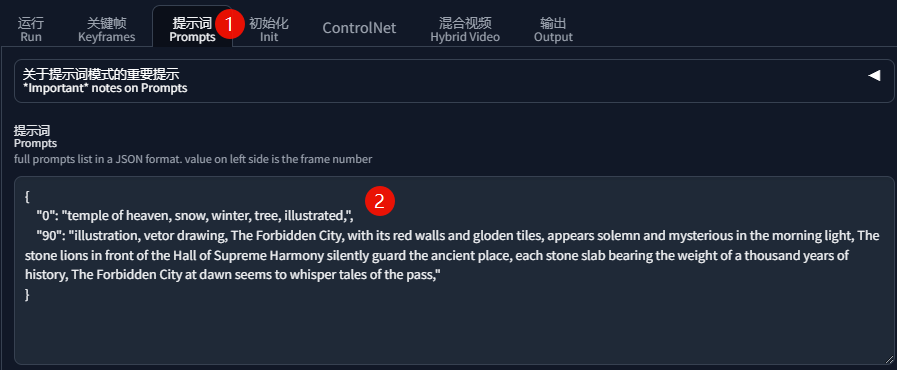 运行 关键帧 提示词 1 初始化 ControlNet 混合视频 输出
Run Keyframes Prompts Init Hybrid Video Output
关于提示词模式的重要提示
*Important* notes on Prompts
提示词
Prompts
full prompts list in a JSON format. value on left side is the frame number
{
2
"0": "temple of heaven, snow, winter, tree, illustrated,",
"90": "illustration, vetor drawing, The Forbidden City, with its red walls and gloden tiles, appears solemn and mysterious in the morning light, The
stone lions in front of the Hall of Supreme Harmony silently guard the ancient place, each stone slab bearing the weight of a thousand years of
history, The Forbidden City at dawn seems to whisper tales of the pass,"
}